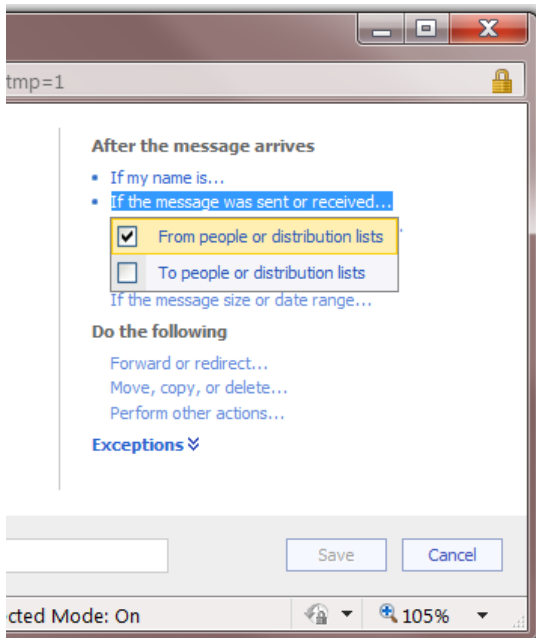 tmp=1
After the message arrives
If my name is...
If the message was sent or received...
From people or distribution lists
To people or distribution lists
If the message size or date range...
Do the following
Forward or redirect...
Move, copy, or delete...
Perform other actions...
Exceptions
Save Cancel
cted Mode: On 105%